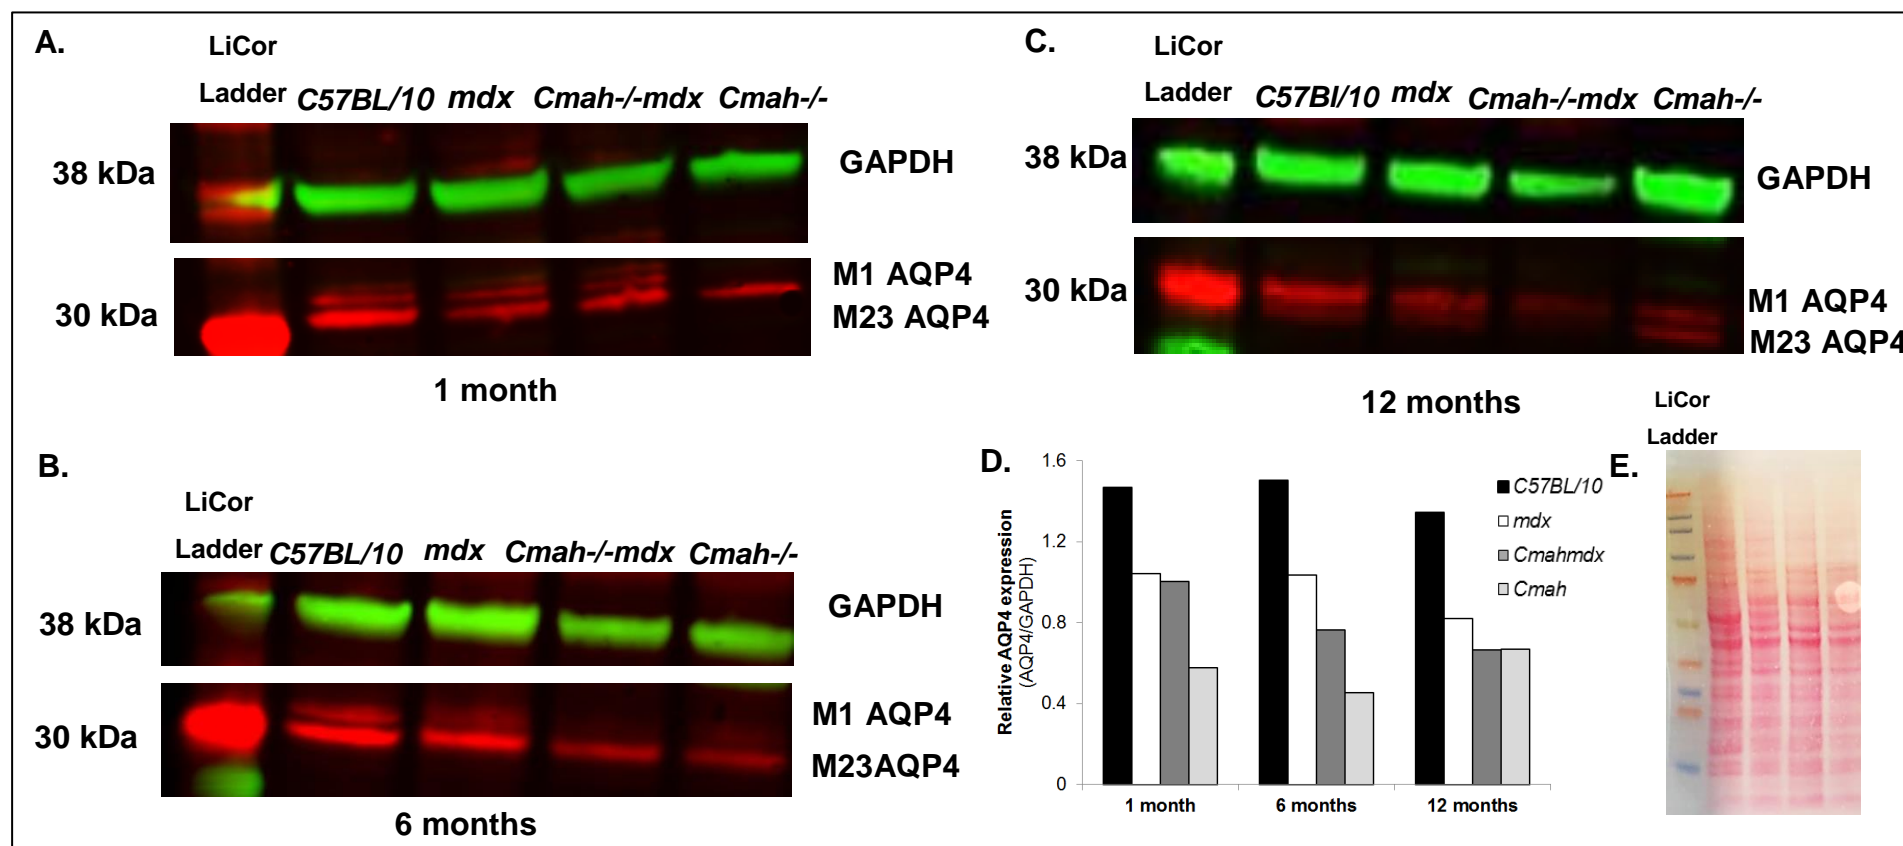 A.
LiCor
Ladder C57BL/10 mdx Cmah-/-mdx Cmah-/-
38 kDa
GAPDH
30 kDa
M1 AQP4
M23 AQP4
1 month
B.
LiCor
Ladder C57BL/10 mdx Cmah-/-mdx Cmah-/-
38 kDa
GAPDH
30 kDa
M1 AQP4
M23AQP4
6 months
C.
LiCor
Ladder C57Bl/10 mdx Cmah-/-mdx Cmah-/-
38 kDa
GAPDH
30 kDa
M1 AQP4
M23 AQP4
12 months
D.
Relative AQP4 expression
(AQP4/GAPDH)
1.6
1.2
0.8
0.4
0
1 month 6 months 12 months
C57BL/10
mdx
Cmahmdx
Cmah
E.
LiCor
Ladder